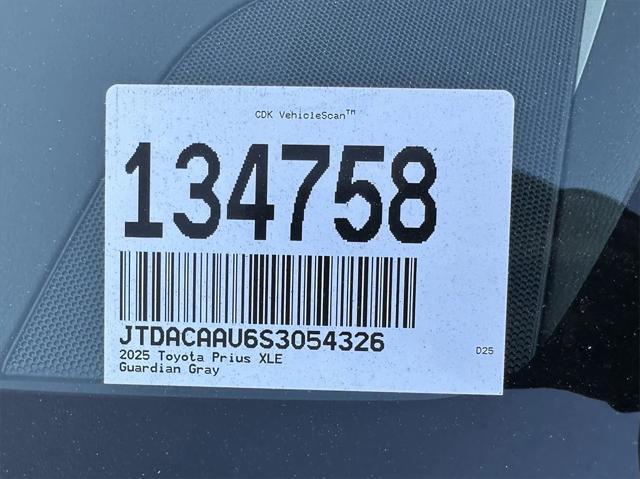 CDK VehicleScan™
134758
JTDACAAU6S3054326
2025 Toyota Prius XLE
D25
Guardian Gray